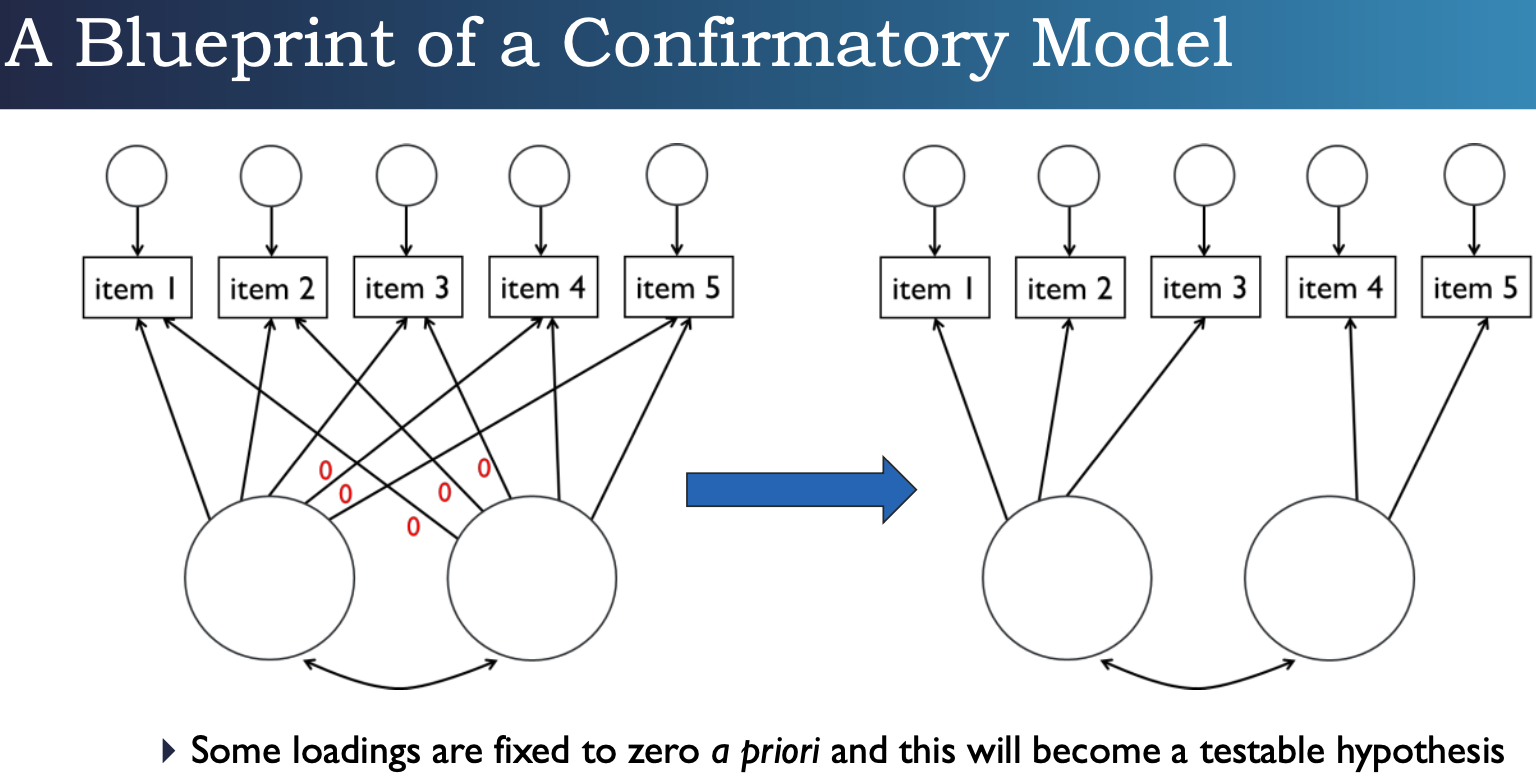 A Blueprint of a Confirmatory Model
item 1 item 2 item 3 item 4 item 5
item 1 item 2 item 3 item 4 item 5
0
0
0
0
0
Some loadings are fixed to zero a priori and this will become a testable hypothesis